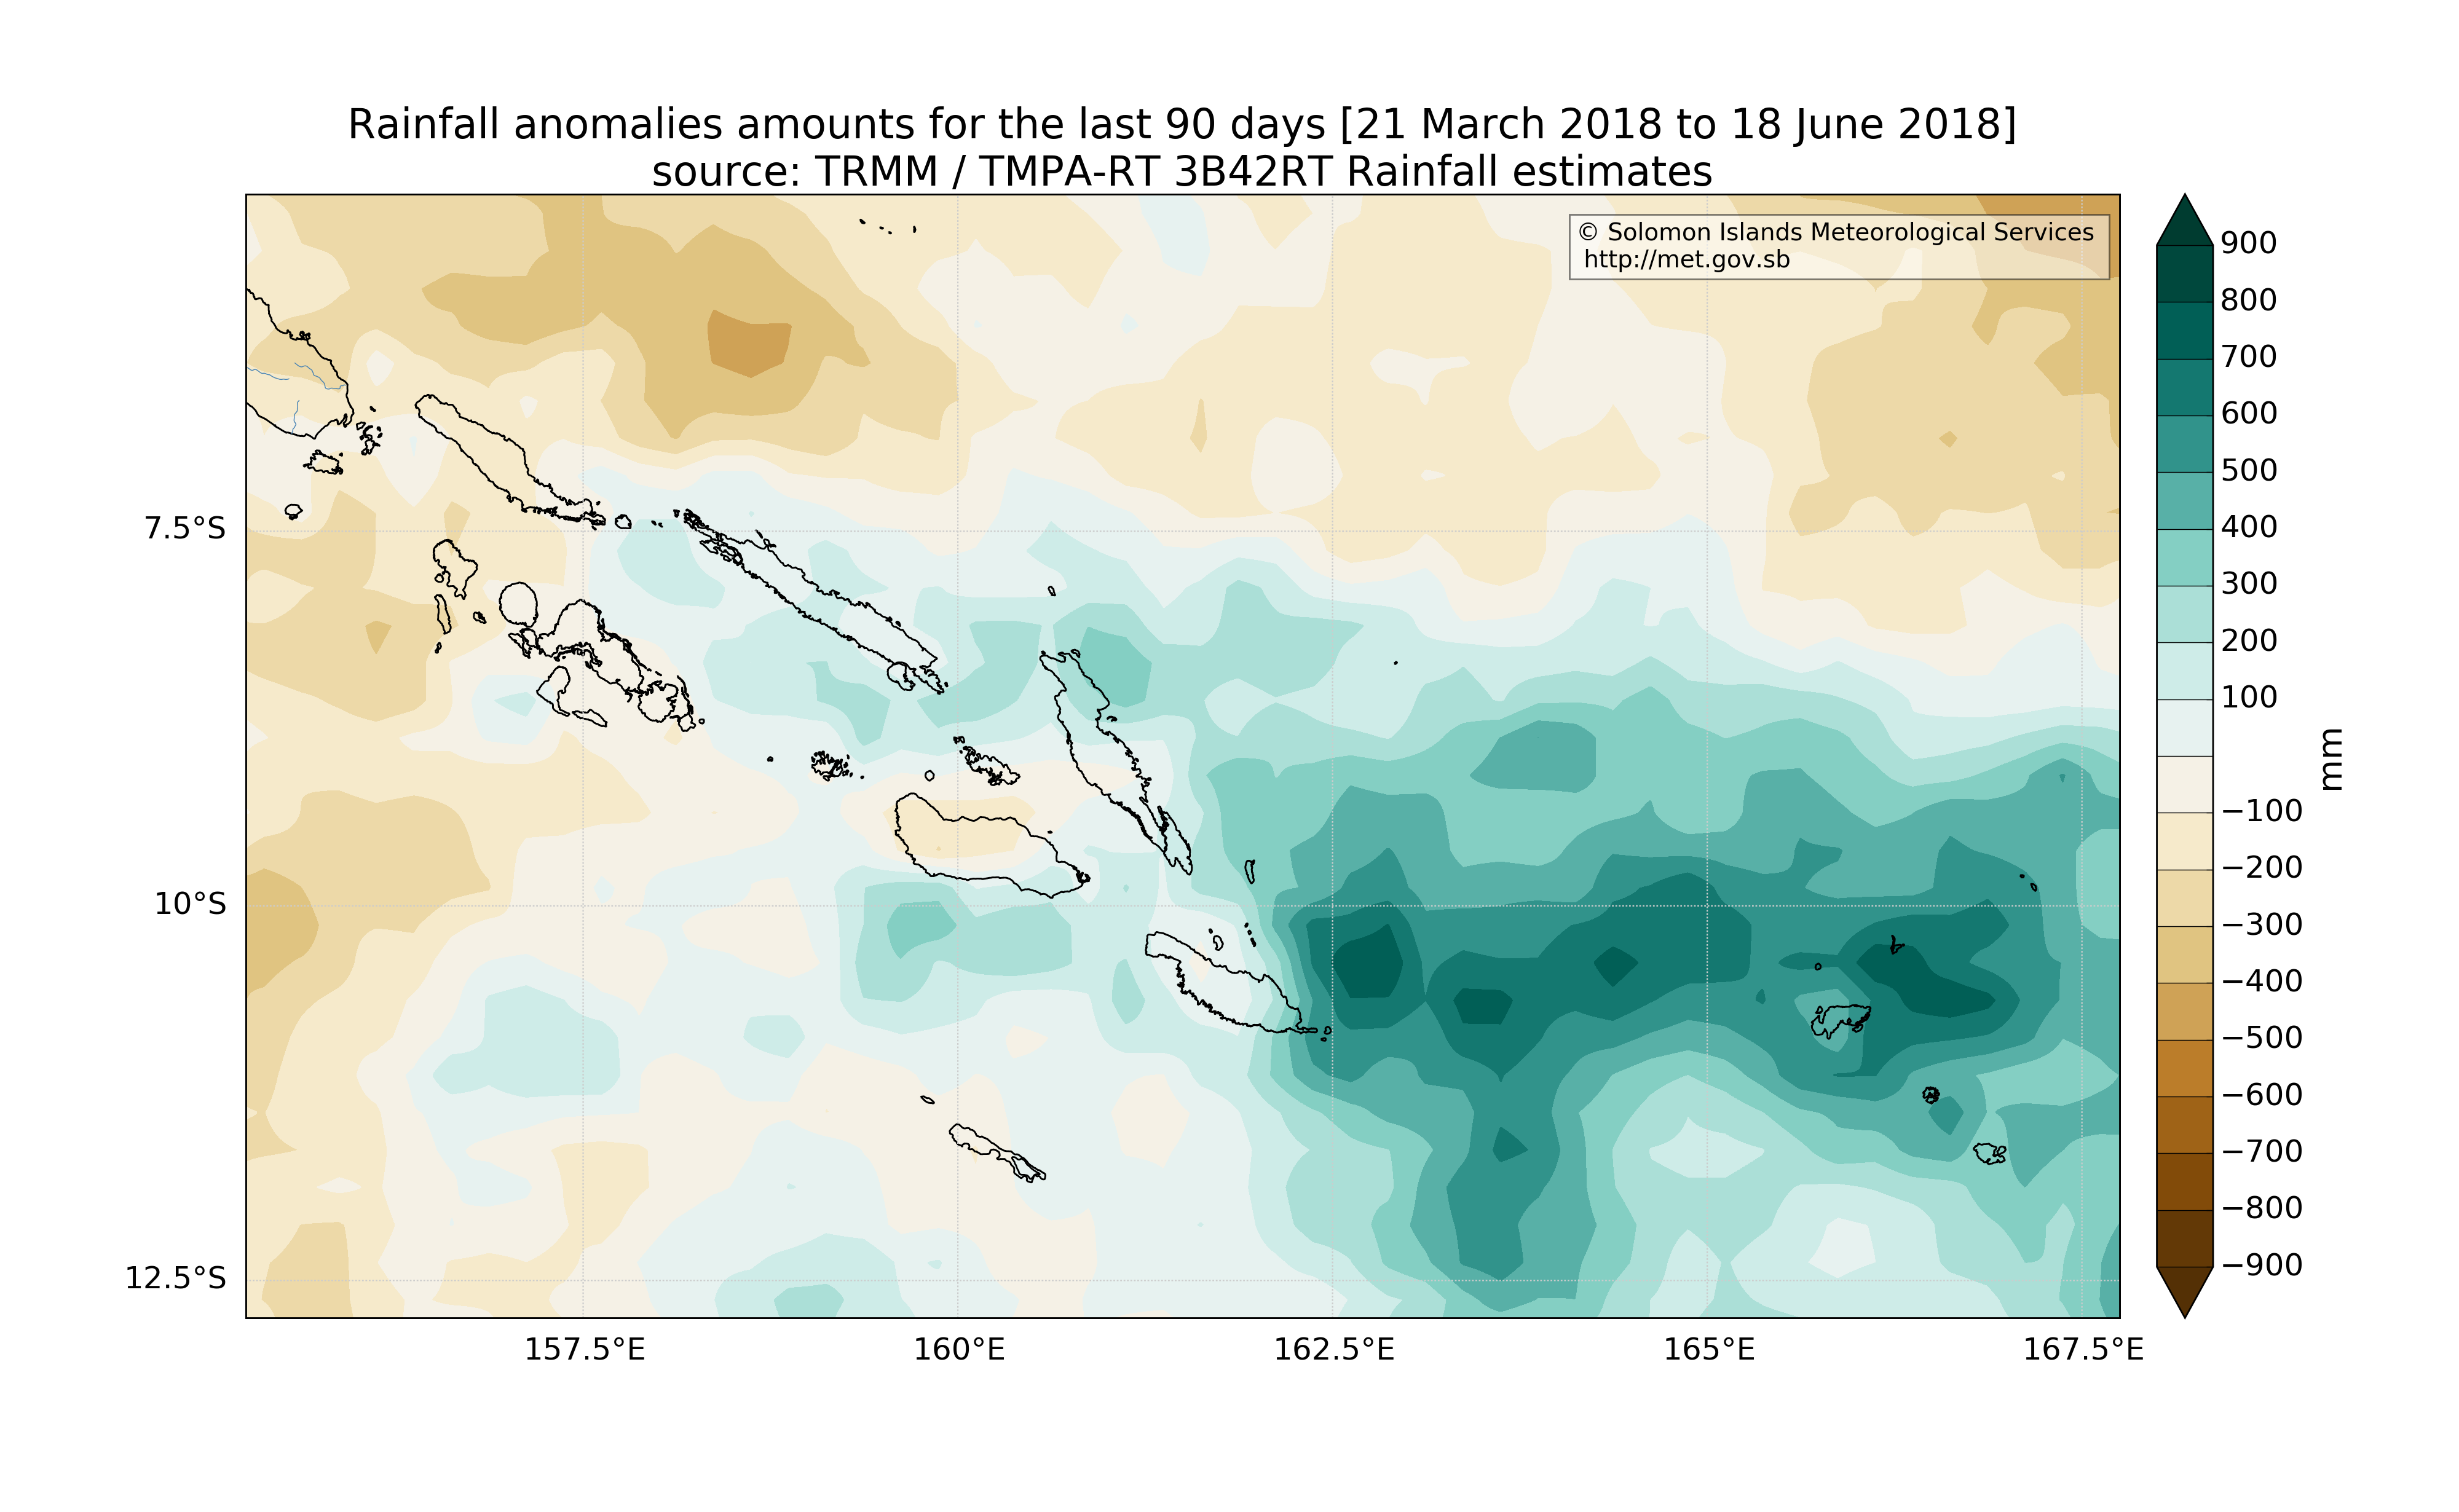 Rainfall anomalies amounts for the last 90 days [21 March 2018 to 18 June 2018]
source: TRMM / TMPA-RT 3B42RT Rainfall estimates
© Solomon Islands Meteorological Services
http://met.gov.sb
7.5°S
10°S
12.5°S
157.5°E
160°E
162.5°E
165°E
167.5°E
900
800
700
600
500
400
300
200
100
−100
−200
−300
−400
−500
−600
−700
−800
−900
mm